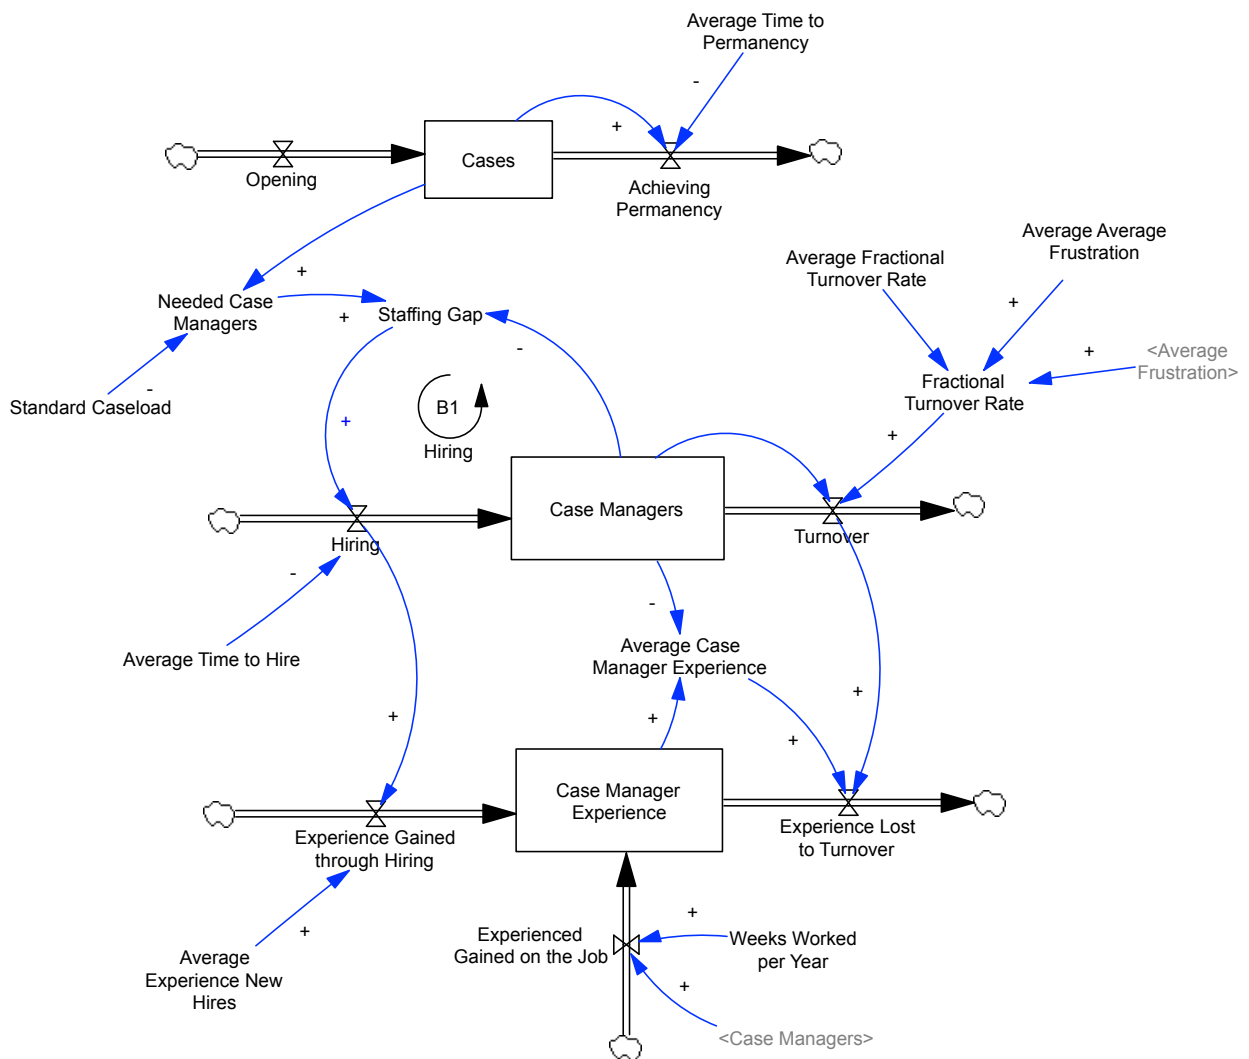 Average Time to
Permanency
-
+
Cases
Opening
Achieving
Permanency
Average Average
Frustration
Average Fractional
Turnover Rate
+
Needed Case
Managers
+
Staffing Gap
+
-
+
<Average
Frustration>
+
Fractional
Turnover Rate
-
Standard Caseload
B1
Hiring
+
+
Case Managers
Hiring
Turnover
-
-
Average Time to Hire
Average Case
Manager Experience
+
+
+
+
Case Manager
Experience
Experience Gained
through Hiring
Experience Lost
to Turnover
+
Average
Experience New
Hires
Experienced
Gained on the Job
+
Weeks Worked
per Year
+
<Case Managers>